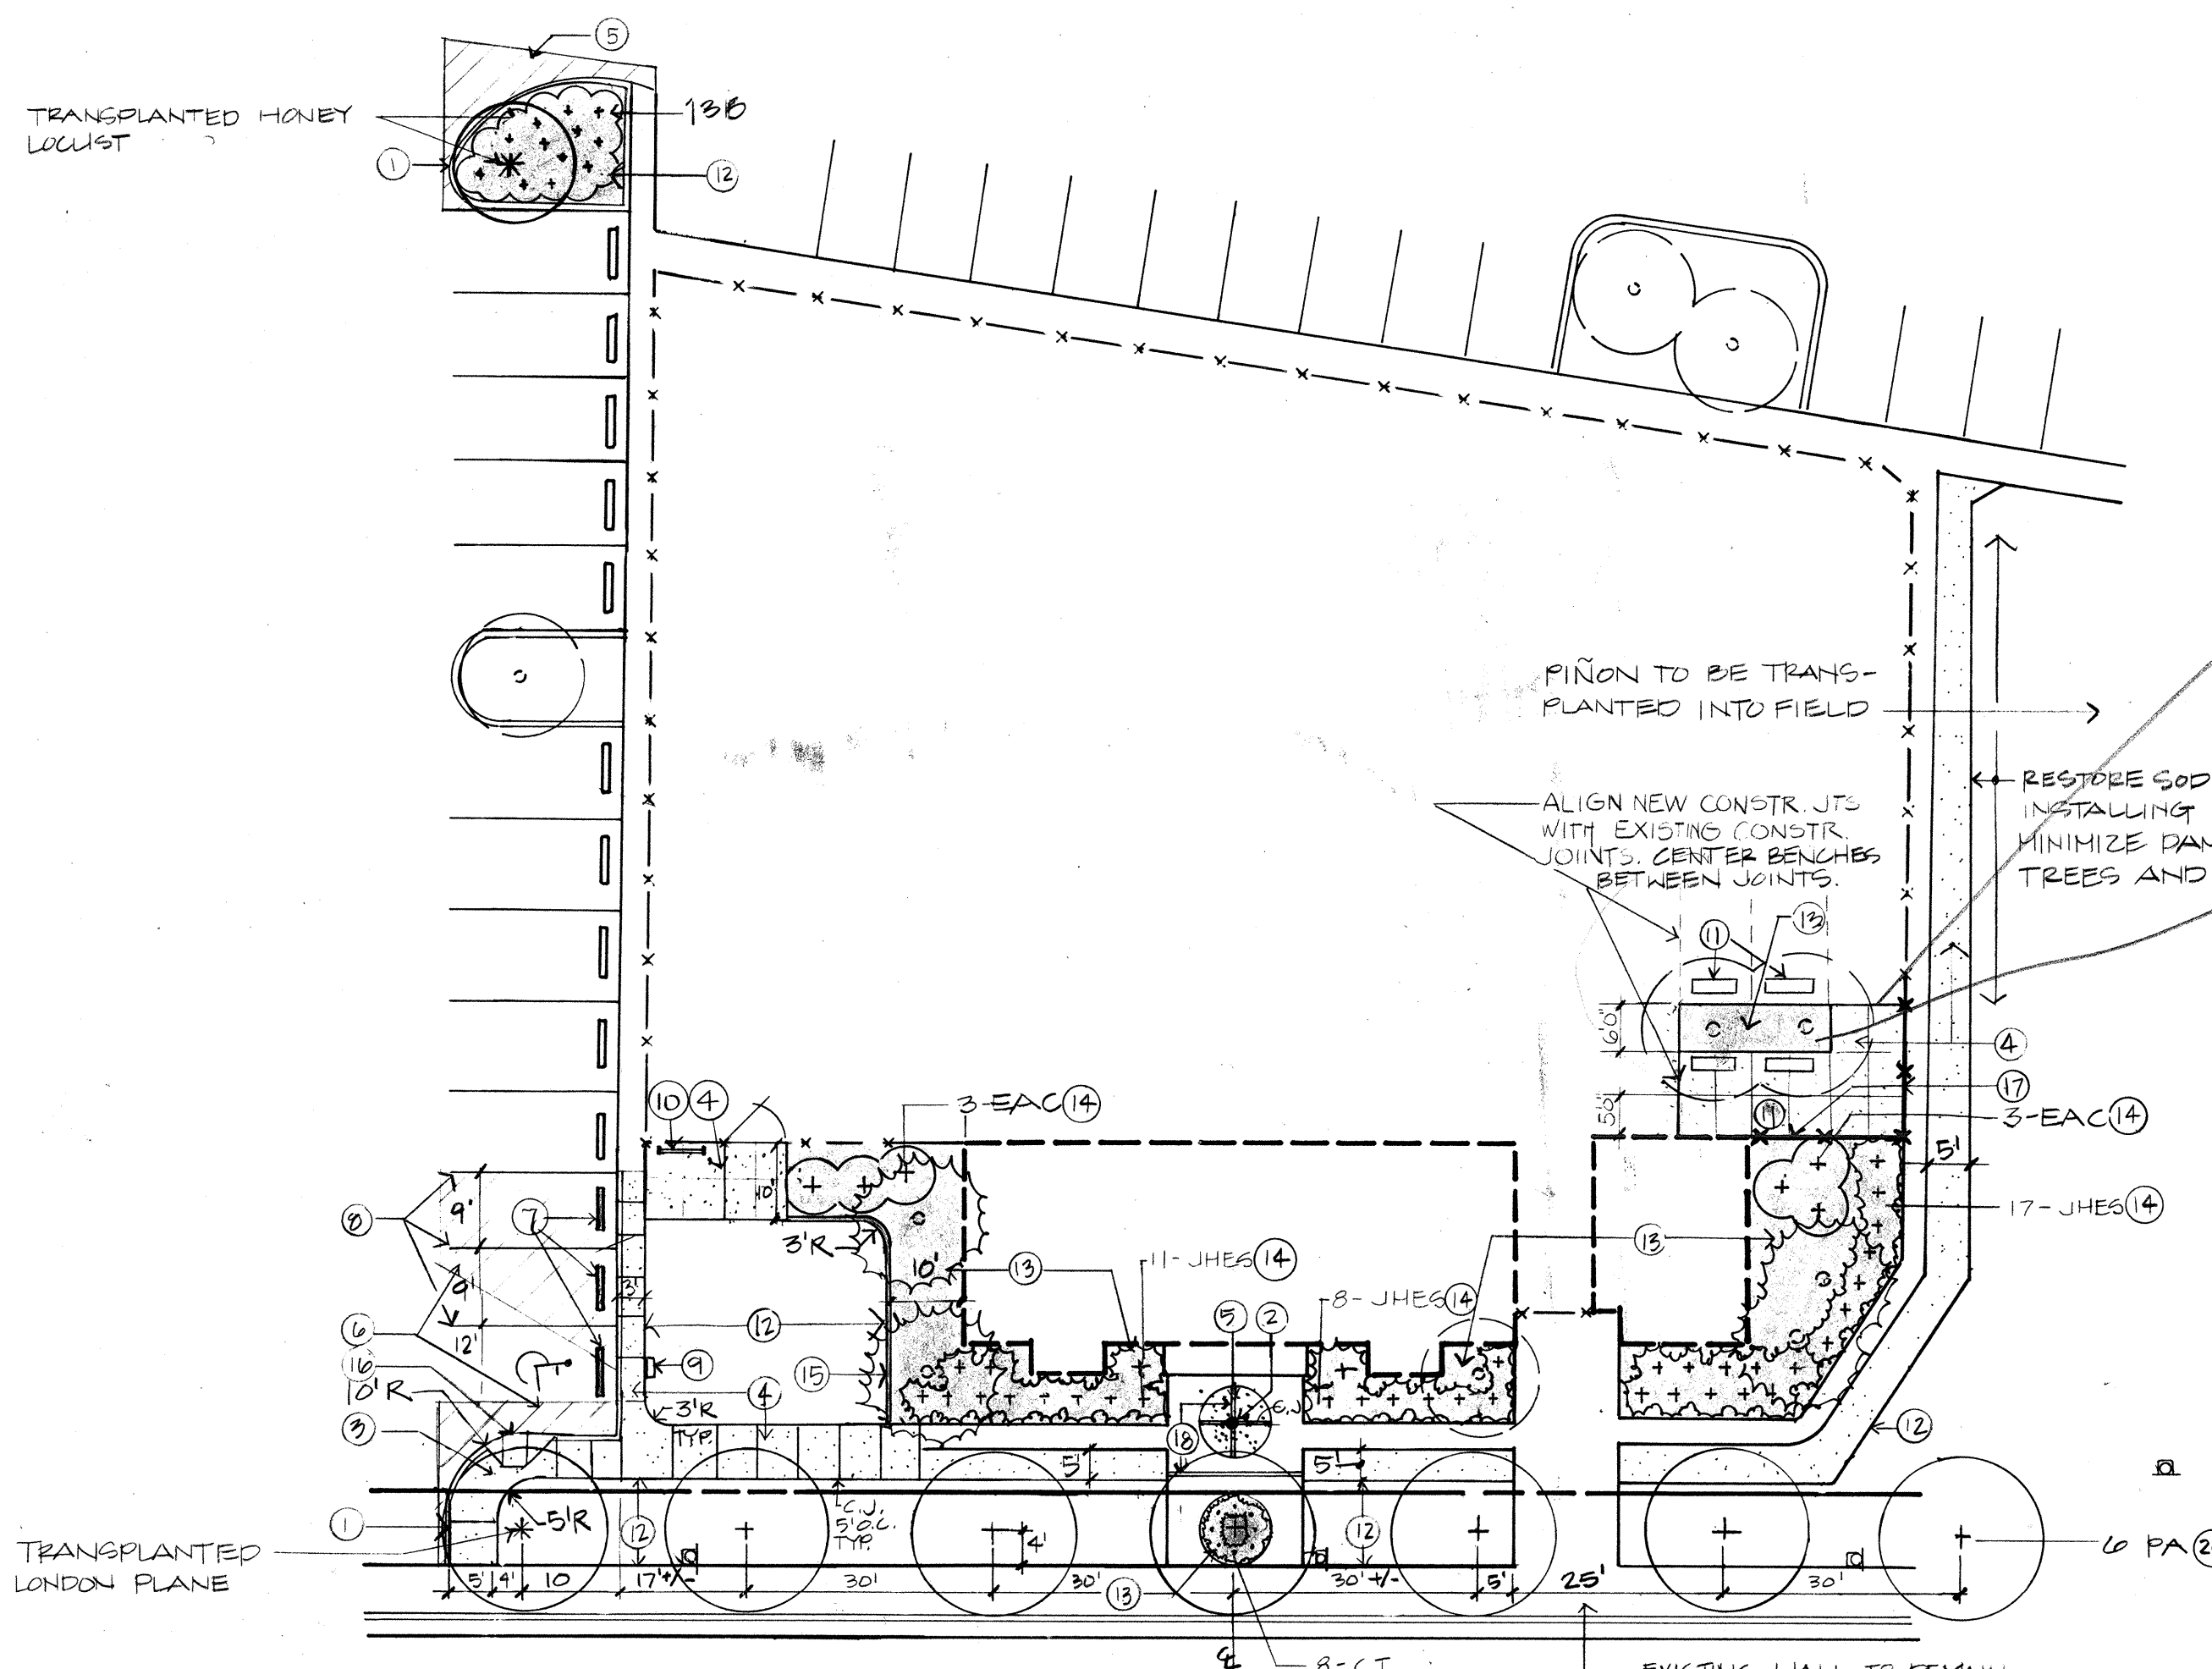 5
TRANSPLANTED HONEY
LOCUST
13B
1
12
PIÑON TO BE TRANS-
PLANTED INTO FIELD
RESTORE SOD
INSTALLING
MINIMIZE DAM
TREES AND
ALIGN NEW CONSTR. JTS
WITH EXISTING CONSTR.
JOINTS. CENTER BENCHES
BETWEEN JOINTS.
11
13
6'0"
4
17
5'0"
11
3-EAC 14
10 4
3-EAC 14
5'
10'
17-JHES 14
8
9'
7
3'R
10'
13
11-JHES 14
13
9'
3'
6
12'
12
5
2
8-JHES 14
16
9
15
10'R
4
3'R
TYP.
3
18
12
5'
5'
C.J.
5'O.C.
TYP.
1
5'R
12
4'
12
6 PA 2
TRANSPLANTED
LONDON PLANE
5'
4'
10
17'+/-
30'
30'
13
30'+/-
5'
25'
30'
8-CT
EXISTING WALL TO REMAIN